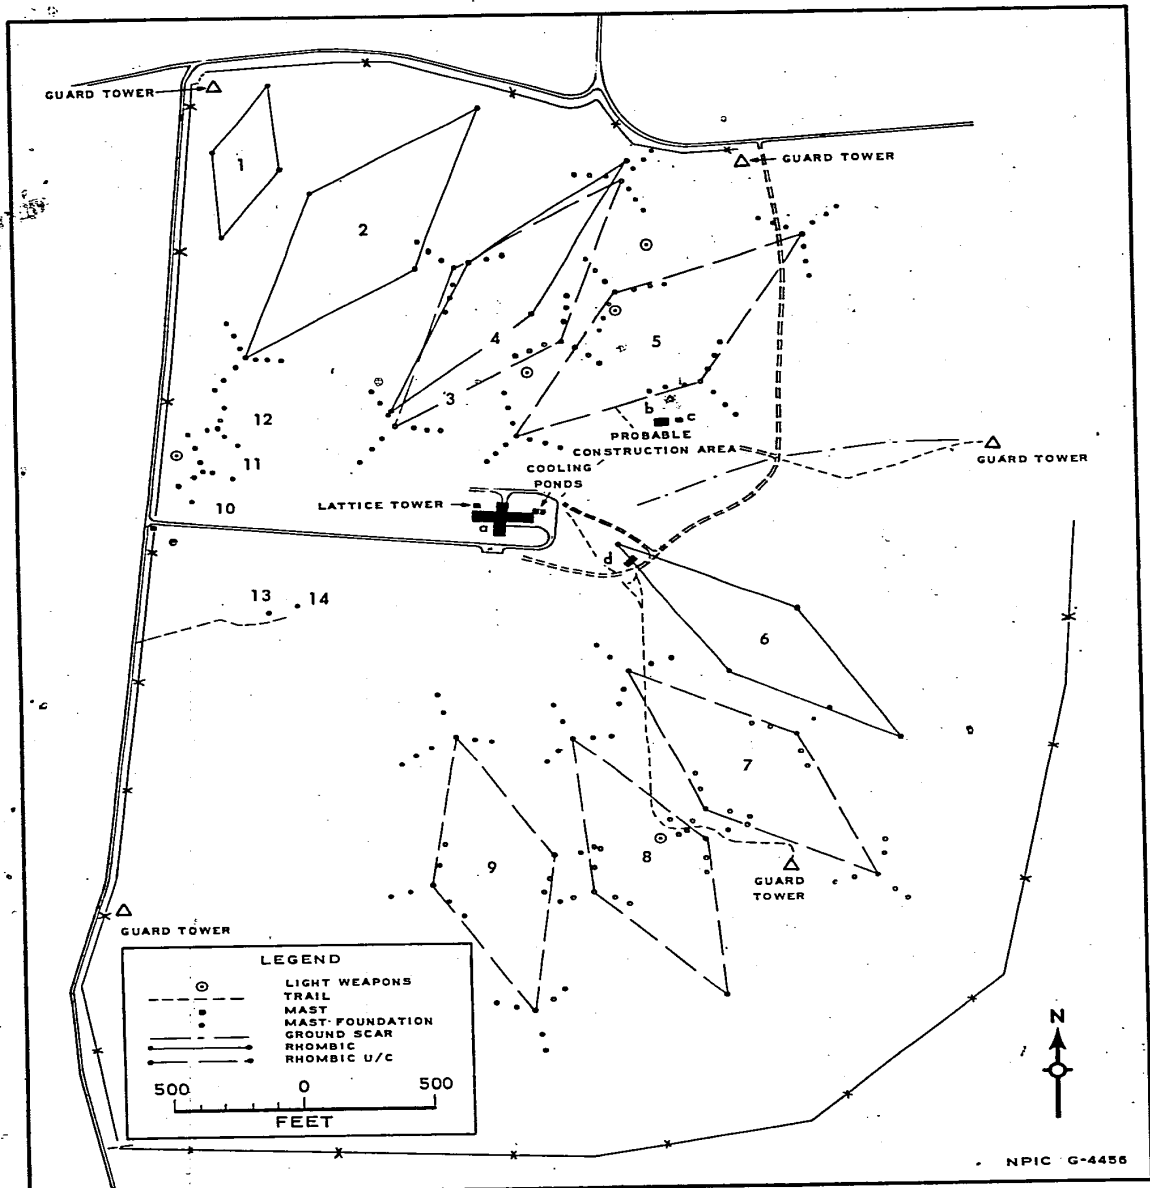 GUARD TOWER
1
GUARD TOWER
2
4
5
3
12
b
c
PROBABLE
CONSTRUCTION AREA
11
COOLING
PONDS
GUARD TOWER
LATTICE TOWER
10
a
d
13
14
6
7
8
9
GUARD
TOWER
GUARD TOWER
LEGEND
LIGHT WEAPONS
TRAIL
MAST
MAST FOUNDATION
GROUND SCAR
RHOMBIC
RHOMBIC U/C
500 0 500
FEET
N
NPIC G-4456